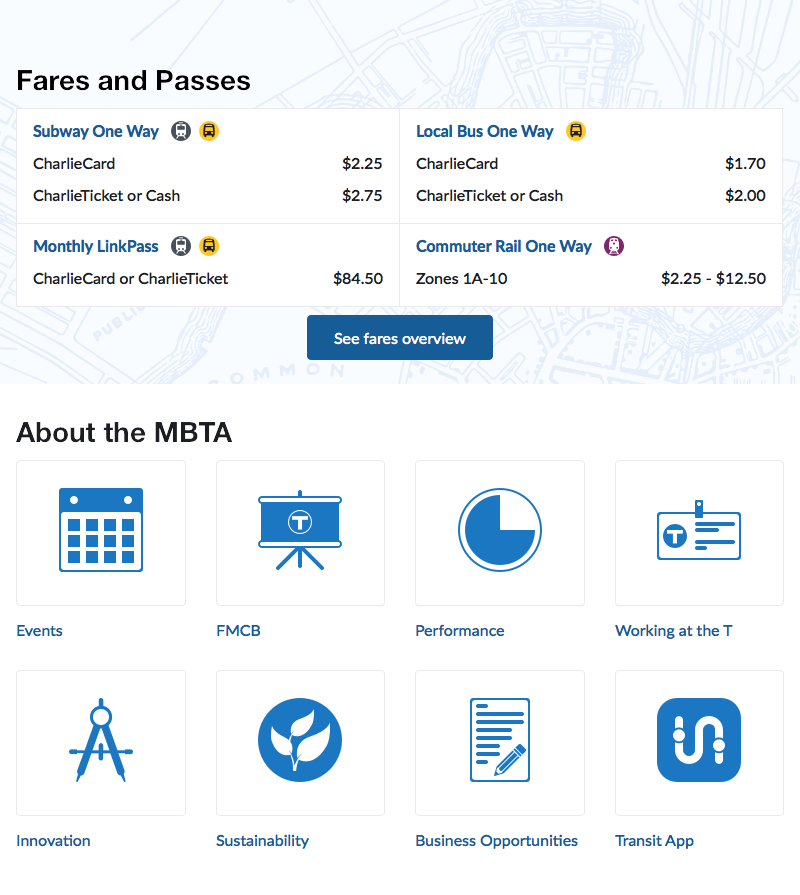 Fares and Passes
Subway One Way
CharlieCard $2.25
CharlieTicket or Cash $2.75
Local Bus One Way
CharlieCard $1.70
CharlieTicket or Cash $2.00
Monthly LinkPass
CharlieCard or CharlieTicket $84.50
Commuter Rail One Way
Zones 1A-10 $2.25 - $12.50
PUBLIC
COMMON
See fares overview
About the MBTA
T
T
Events
FMCB
Performance
Working at the T
Innovation
Sustainability
Business Opportunities
Transit App